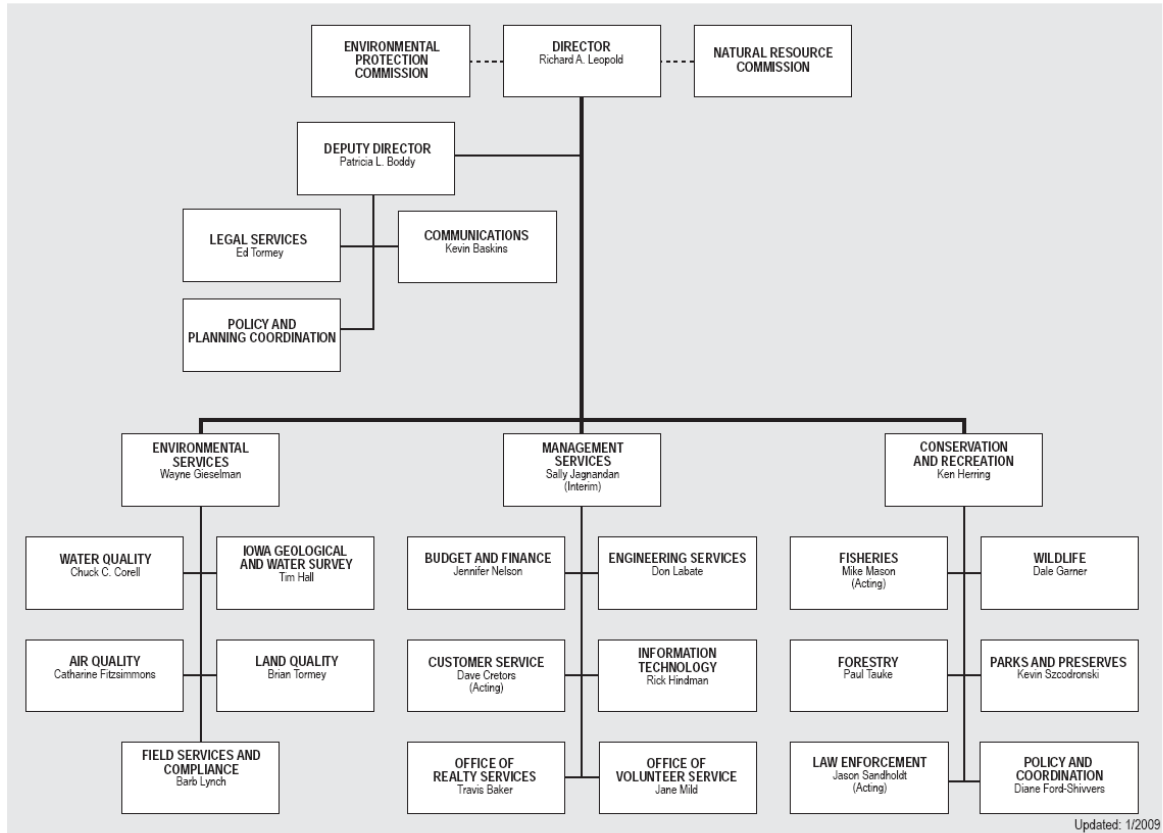 ENVIRONMENTAL
PROTECTION
COMMISSION
DIRECTOR
Richard A. Leopold
NATURAL RESOURCE
COMMISSION
DEPUTY DIRECTOR
Patricia L. Boddy
LEGAL SERVICES
Ed Tormey
COMMUNICATIONS
Kevin Baskins
POLICY AND
PLANNING COORDINATION
ENVIRONMENTAL
SERVICES
Wayne Gieselman
MANAGEMENT
SERVICES
Sally Jagnandan
(Interim)
CONSERVATION
AND RECREATION
Ken Herring
WATER QUALITY
Chuck C. Corell
IOWA GEOLOGICAL
AND WATER SURVEY
Tim Hall
BUDGET AND FINANCE
Jennifer Nelson
ENGINEERING SERVICES
Don Labate
FISHERIES
Mike Mason
(Acting)
WILDLIFE
Dale Garner
AIR QUALITY
Catharine Fitzsimmons
LAND QUALITY
Brian Tormey
CUSTOMER SERVICE
Dave Cretors
(Acting)
INFORMATION
TECHNOLOGY
Rick Hindman
FORESTRY
Paul Tauke
PARKS AND PRESERVES
Kevin Szcodronski
FIELD SERVICES AND
COMPLIANCE
Barb Lynch
OFFICE OF
REALTY SERVICES
Travis Baker
OFFICE OF
VOLUNTEER SERVICE
Jane Mild
LAW ENFORCEMENT
Jason Sandholdt
(Acting)
POLICY AND
COORDINATION
Diane Ford-Shivvers
Updated: 1/2009